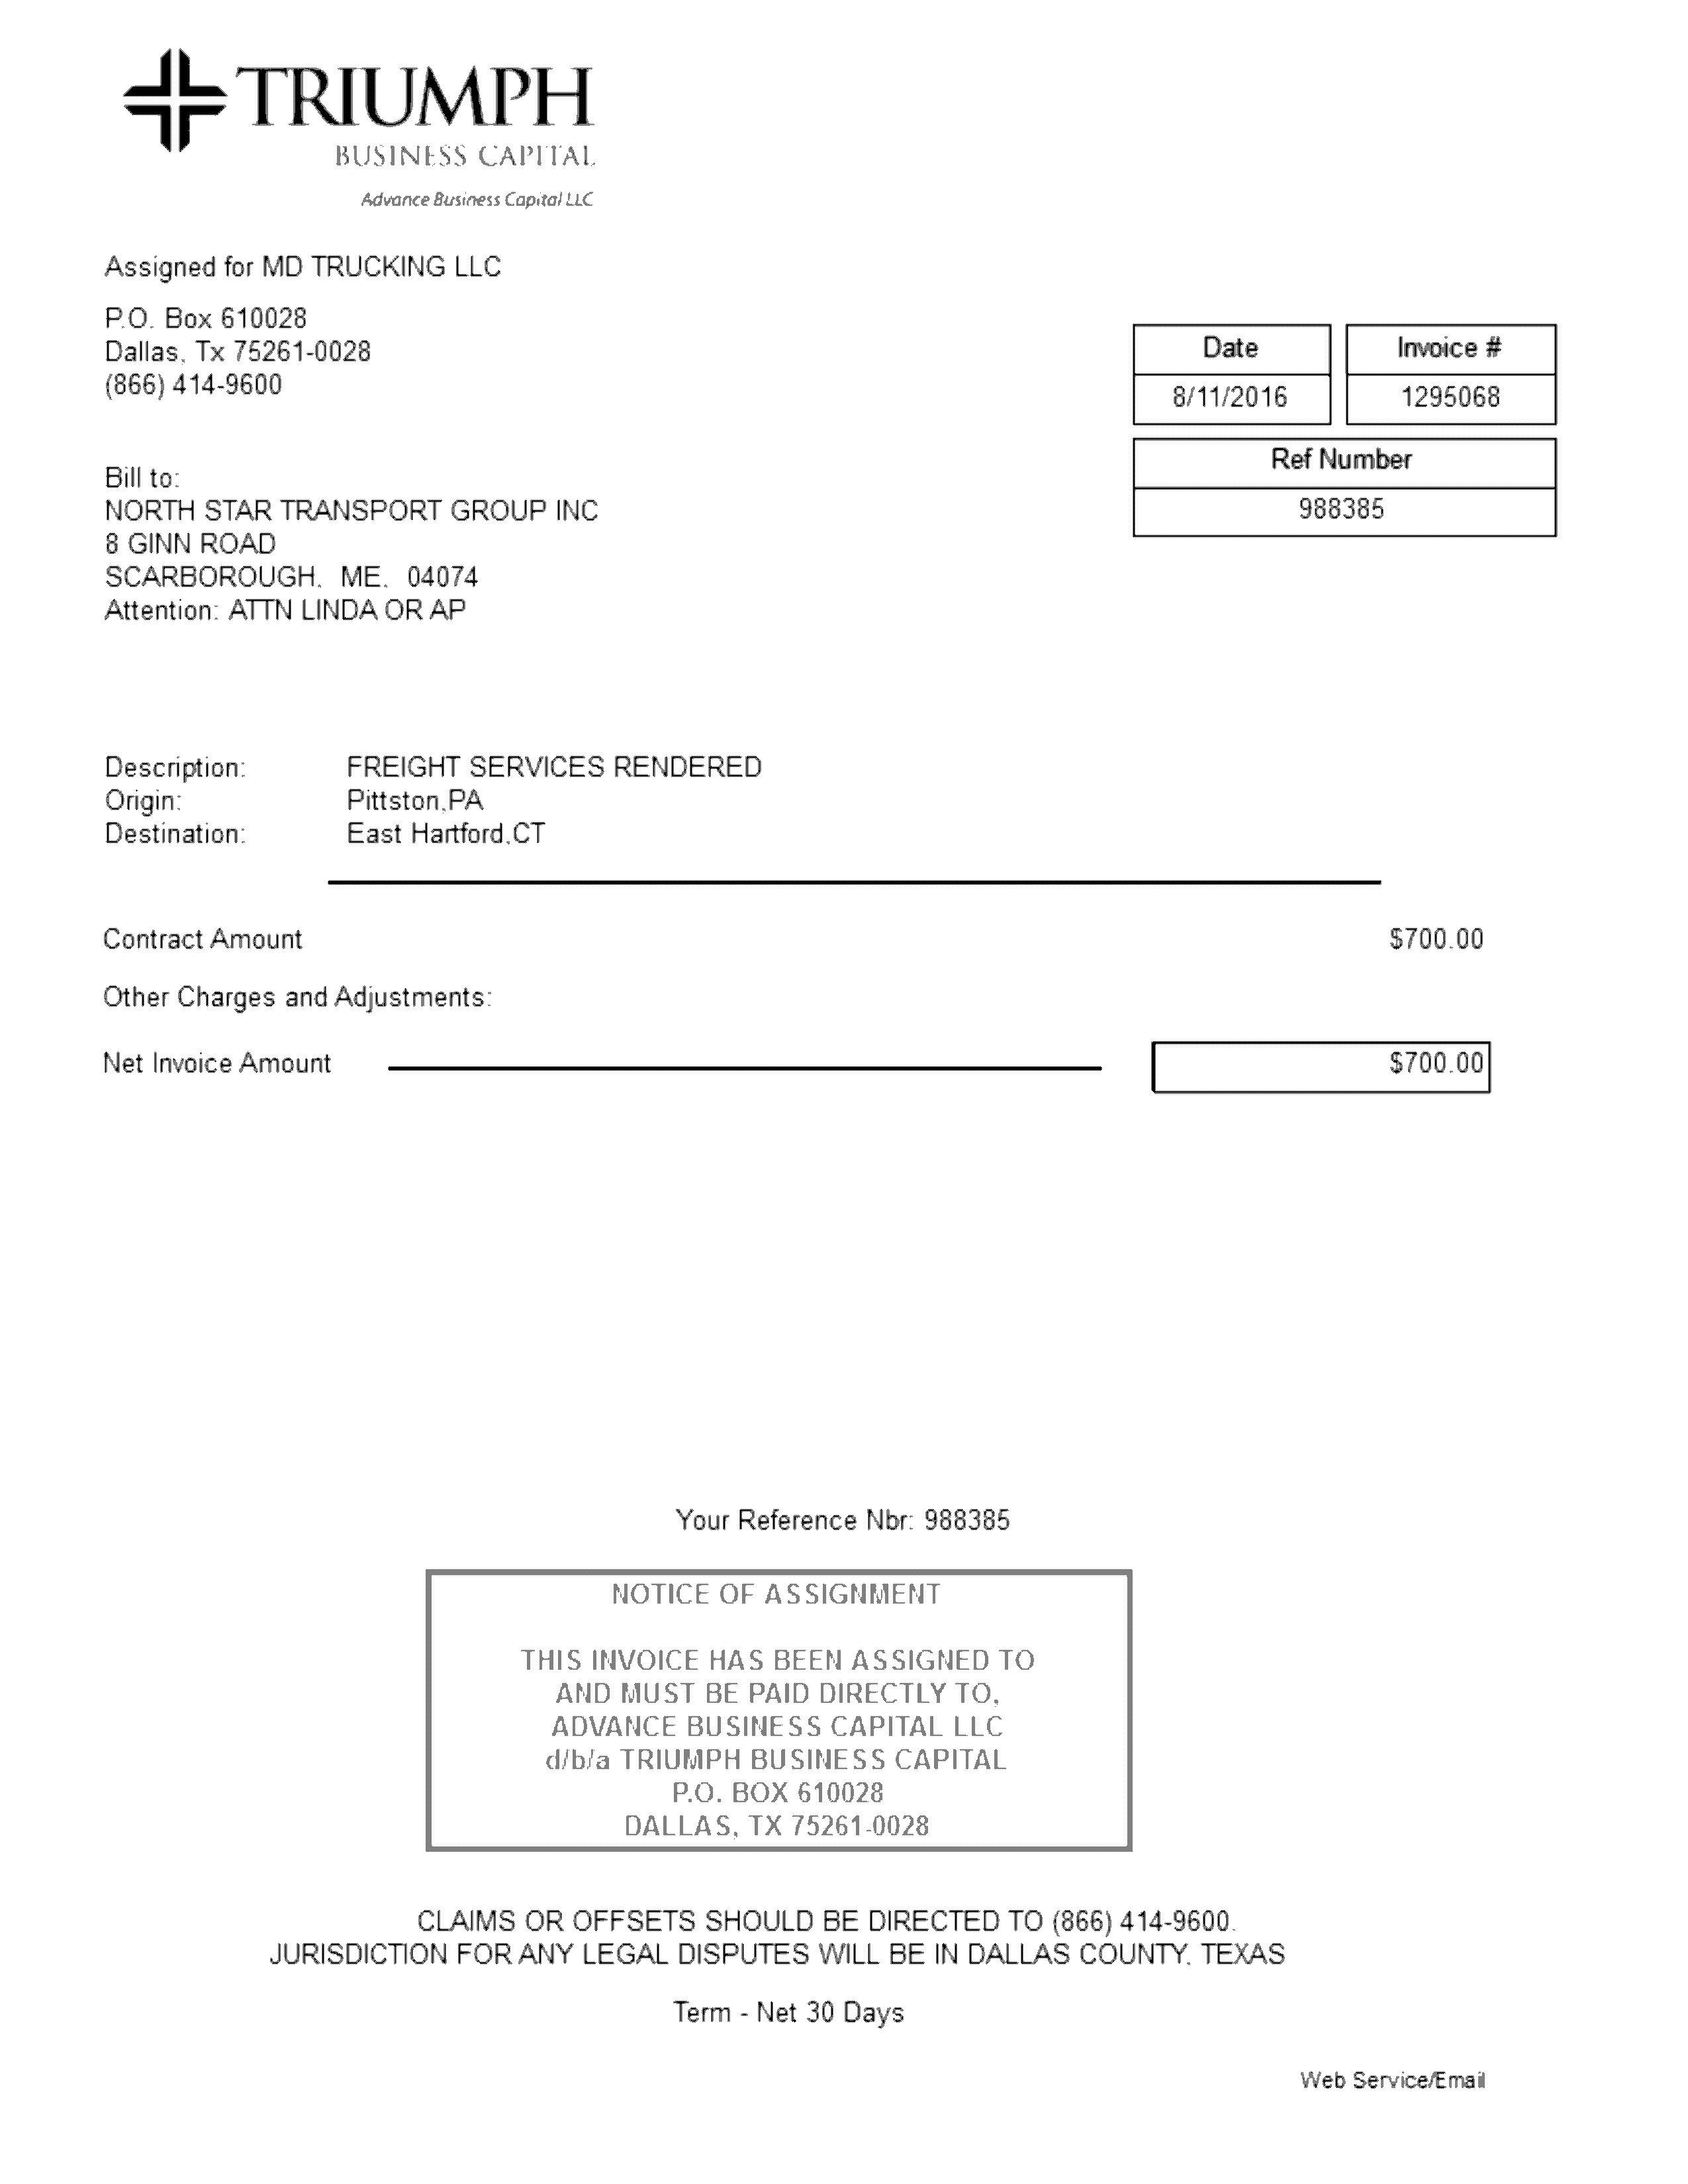 TRIUMPH
BUSINESS CAPITAL
Advance Business Capital LLC
Assigned for MD TRUCKING LLC
P.O. Box 610028
Dallas, Tx 75261-0028
(866) 414-9600
Date
Invoice #
8/11/2016
1295068
Ref Number
988385
Bill to:
NORTH STAR TRANSPORT GROUP INC
8 GINN ROAD
SCARBOROUGH, ME, 04074
Attention: ATTN LINDA OR AP
Description: FREIGHT SERVICES RENDERED
Origin: Pittston,PA
Destination: East Hartford,CT
Contract Amount $700.00
Other Charges and Adjustments:
Net Invoice Amount $700.00
Your Reference Nbr: 988385
NOTICE OF ASSIGNMENT
THIS INVOICE HAS BEEN ASSIGNED TO
AND MUST BE PAID DIRECTLY TO,
ADVANCE BUSINESS CAPITAL LLC
d/b/a TRIUMPH BUSINESS CAPITAL
P.O. BOX 610028
DALLAS, TX 75261-0028
CLAIMS OR OFFSETS SHOULD BE DIRECTED TO (866) 414-9600.
JURISDICTION FOR ANY LEGAL DISPUTES WILL BE IN DALLAS COUNTY, TEXAS
Term - Net 30 Days
Web Service/Email